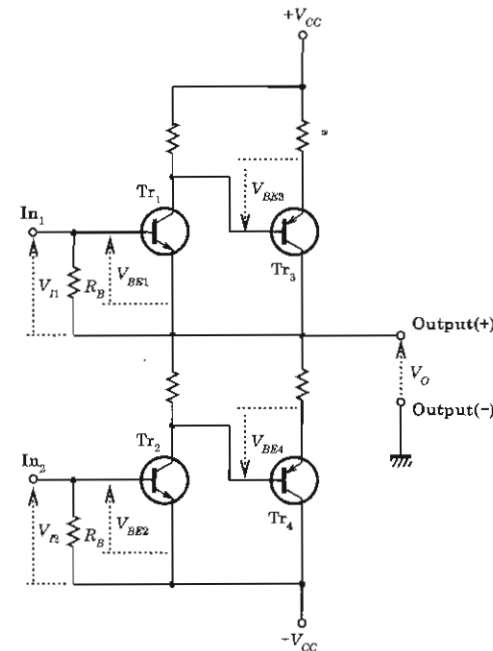 +V_CC
Tr_1
V_BE3
In_1
V_I1
R_B
V_BE1
Tr_3
Output(+)
V_O
Output(−)
Tr_2
V_BE4
In_2
V_I2
R_B
V_BE2
Tr_4
−V_CC